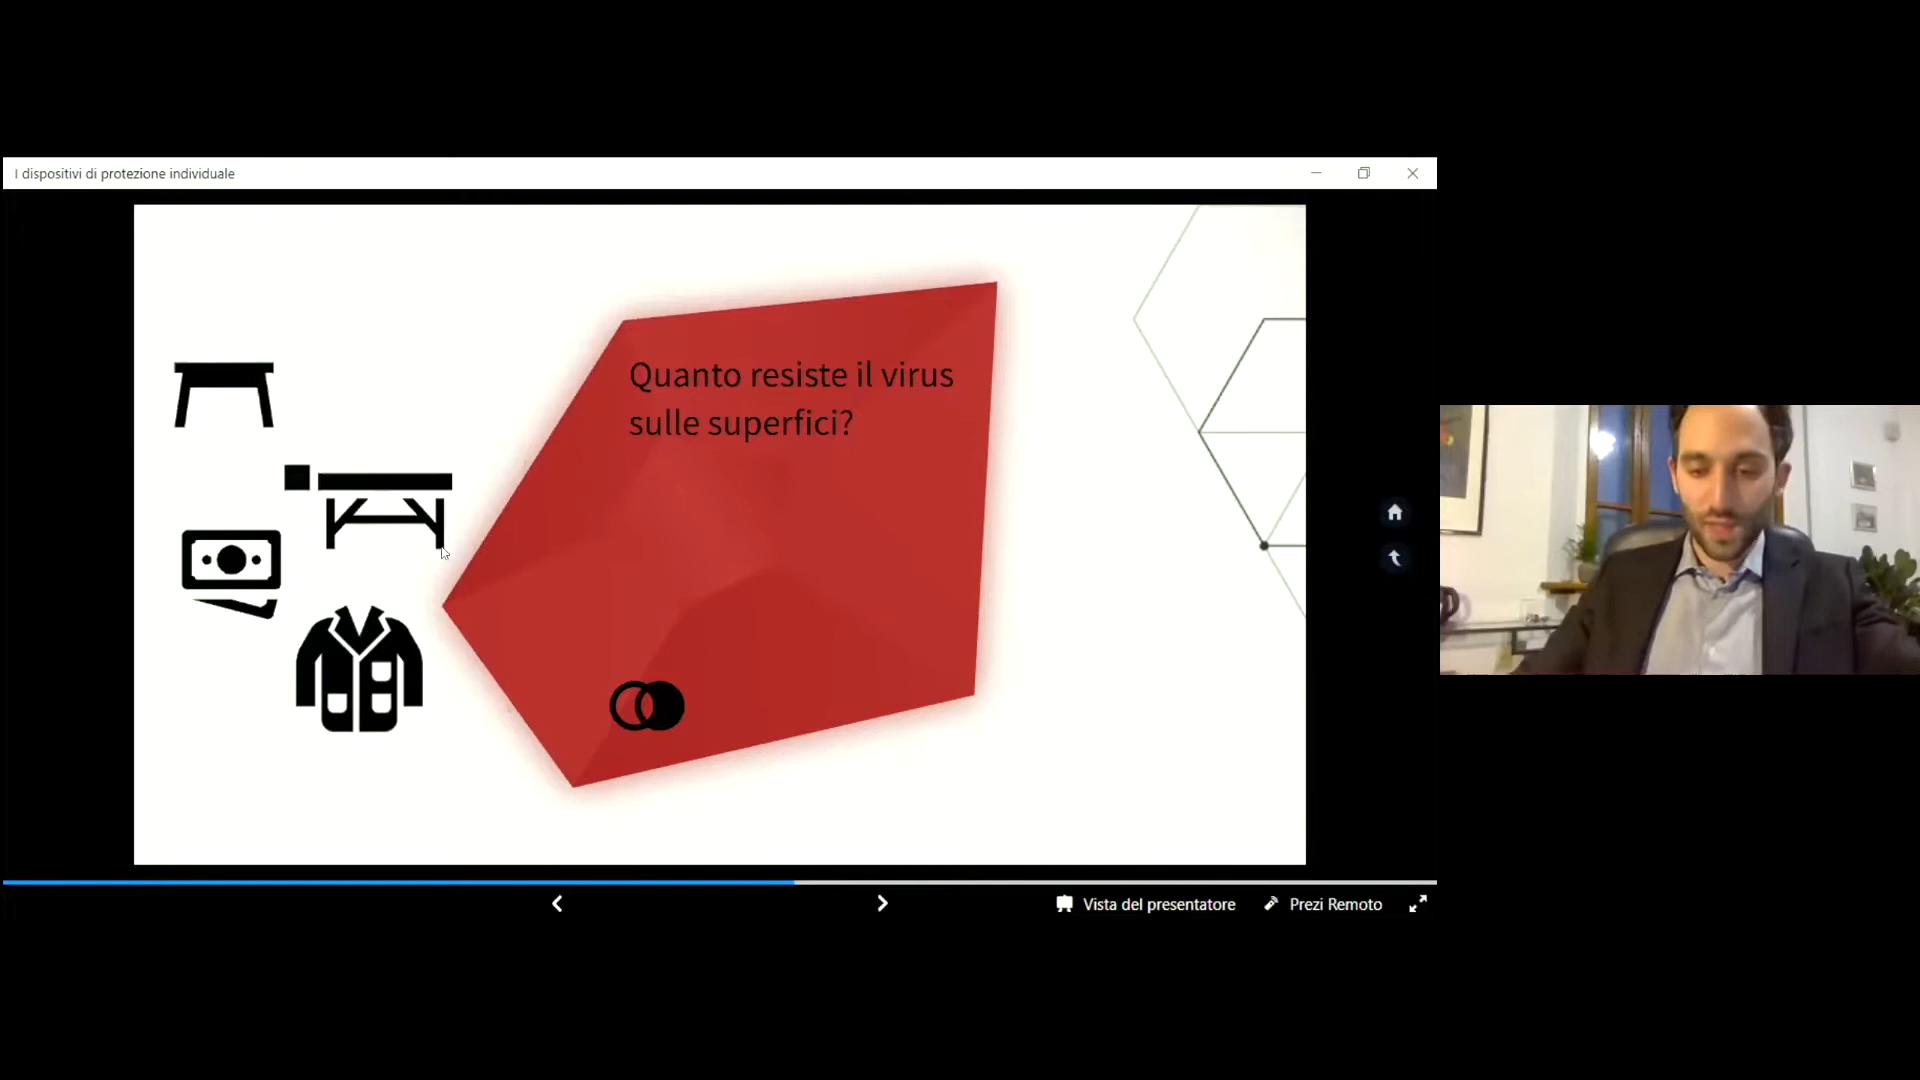 I dispositivi di protezione individuale
Quanto resiste il virus
sulle superfici?
Vista del presentatore
Prezi Remoto